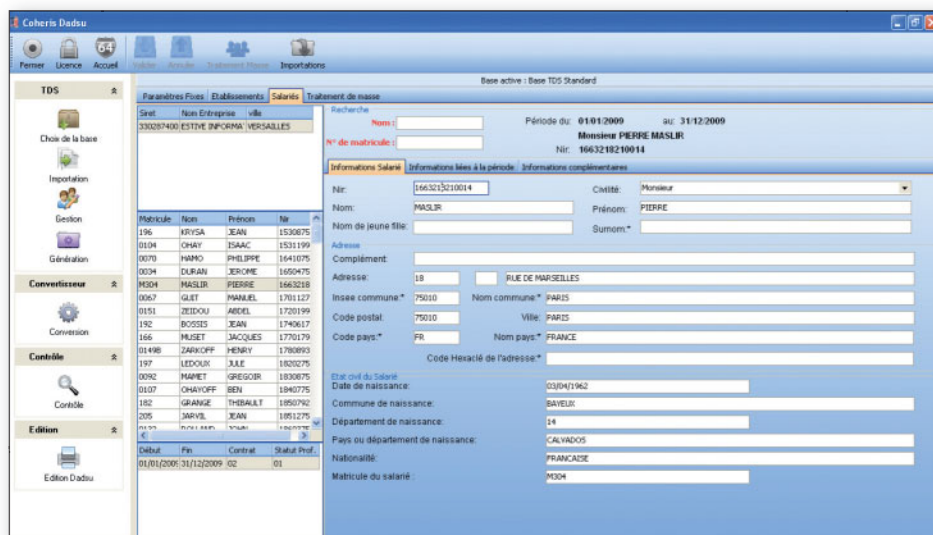 Coheris Dadsu
Fermer Licence Accueil Valider Annuler Traitement Masse Importations
Base active : Base TDS Standard
TDS
Choix de la base
Importation
Gestion
Génération
Convertisseur
Conversion
Contrôle
Contrôle
Edition
Edition Dadsu
Paramètres Fixes Etablissements Salariés Traitement de masse
Siret Nom Entreprise ville
330287400 ESTIVE INFORMA VERSAILLES
Matricule Nom Prénom Nir
196 KRYSA JEAN 1530875
0104 OHAY ISAAC 1531199
0070 HAMO PHILIPPE 1641075
0034 DURAN JEROME 1650475
M304 MASLIR PIERRE 1663218
0067 GUIT MANUEL 1701127
0151 ZEIDOU ABDEL 1720199
192 BOSSIS JEAN 1740617
166 MUSET JACQUES 1770179
01498 ZARKOFF HENRY 1780893
197 LEDOUX JULE 1820275
0092 MAMET GREGOIR 1830875
0107 OHAYOFF BEN 1840775
182 GRANGE THIBAULT 1850792
205 JARVIL JEAN 1851275
Début Fin Contrat Statut Prof.
01/01/2009 31/12/2009 02 01
Recherche
Nom :
N° de matricule :
Période du: 01/01/2009 au: 31/12/2009
Monsieur PIERRE MASLIR
Nir: 1663218210014
Informations Salarié Informations liées à la période Informations complémentaires
Nir: 1663213210014 Civilité: Monsieur
Nom: MASLIR Prénom: PIERRE
Nom de jeune fille: Surnom:*
Adresse
Complément:
Adresse: 18 RUE DE MARSEILLES
Insee commune:* 75010 Nom commune:* PARIS
Code postal: 75010 Ville: PARIS
Code pays:* FR Nom pays:* FRANCE
Code Hexaclé de l'adresse:*
Etat civil du Salarié
Date de naissance: 03/04/1962
Commune de naissance: BAYEUX
Département de naissance: 14
Pays ou département de naissance: CALVADOS
Nationalité: FRANCAISE
Matricule du salarié : M304